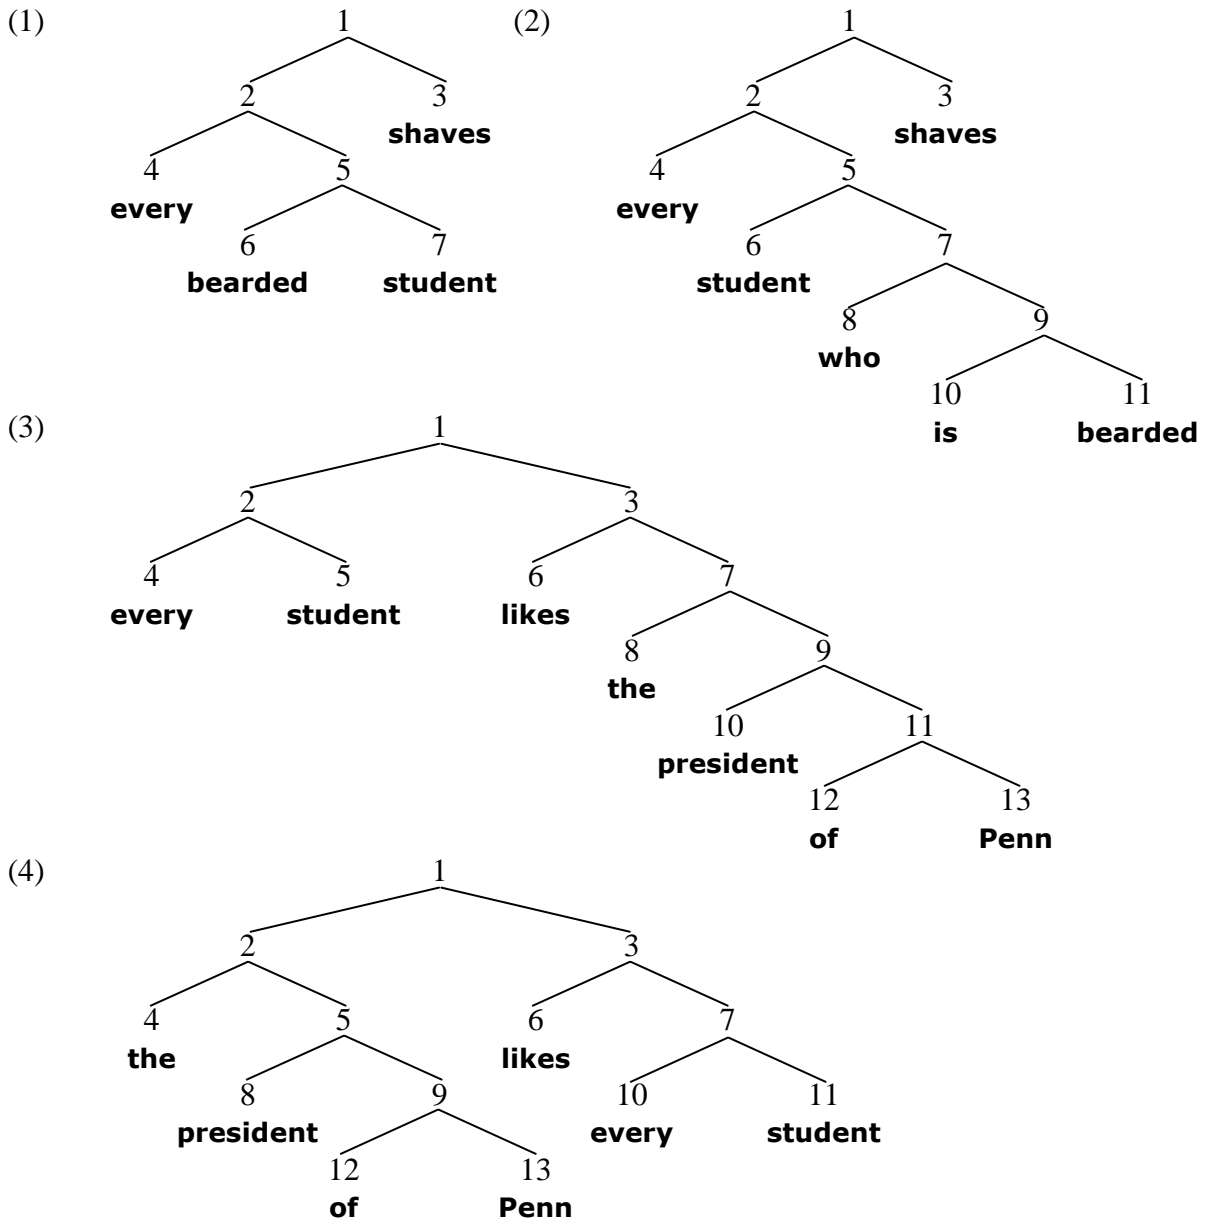 (1) 1 (2) 1
2 3 2 3
shaves shaves
4 5 4 5
every every
6 7 6 7
bearded student student
8 9
who
10 11
(3) 1 is bearded
2 3
4 5 6 7
every student likes
8 9
the
10 11
president
12 13
of Penn
(4) 1
2 3
4 5 6 7
the likes
8 9 10 11
president every student
12 13
of Penn